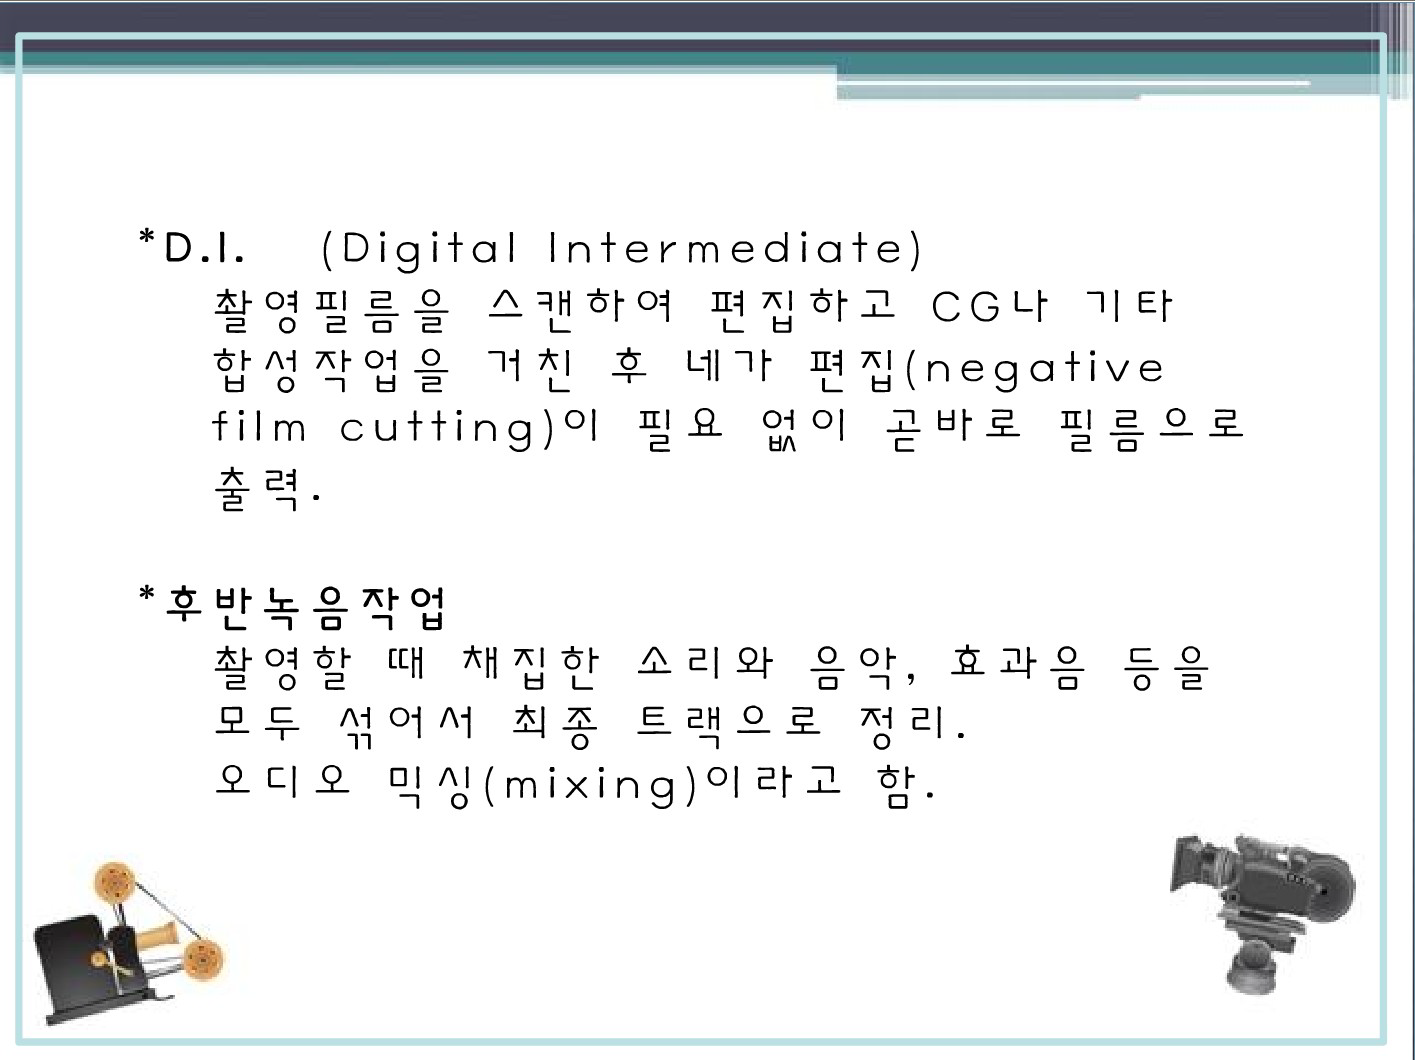 *D.I. (Digital Intermediate)
촬영필름을 스캔하여 편집하고 CG나 기타
합성작업을 거친 후 네가 편집(negative
film cutting)이 필요 없이 곧바로 필름으로
출력.
*후반녹음작업
촬영할 때 채집한 소리와 음악, 효과음 등을
모두 섞어서 최종 트랙으로 정리.
오디오 믹싱(mixing)이라고 함.